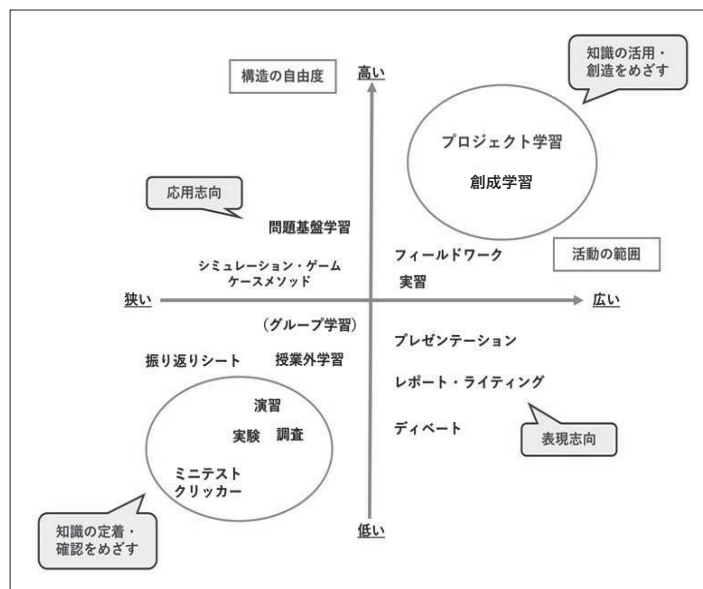 構造の自由度
高い
知識の活用・
創造をめざす
プロジェクト学習
創成学習
応用志向
問題基盤学習
フィールドワーク
活動の範囲
シミュレーション・ゲーム
ケースメソッド
実習
狭い
広い
(グループ学習)
プレゼンテーション
振り返りシート
授業外学習
レポート・ライティング
演習
実験
調査
ディベート
表現志向
ミニテスト
クリッカー
知識の定着・
確認をめざす
低い